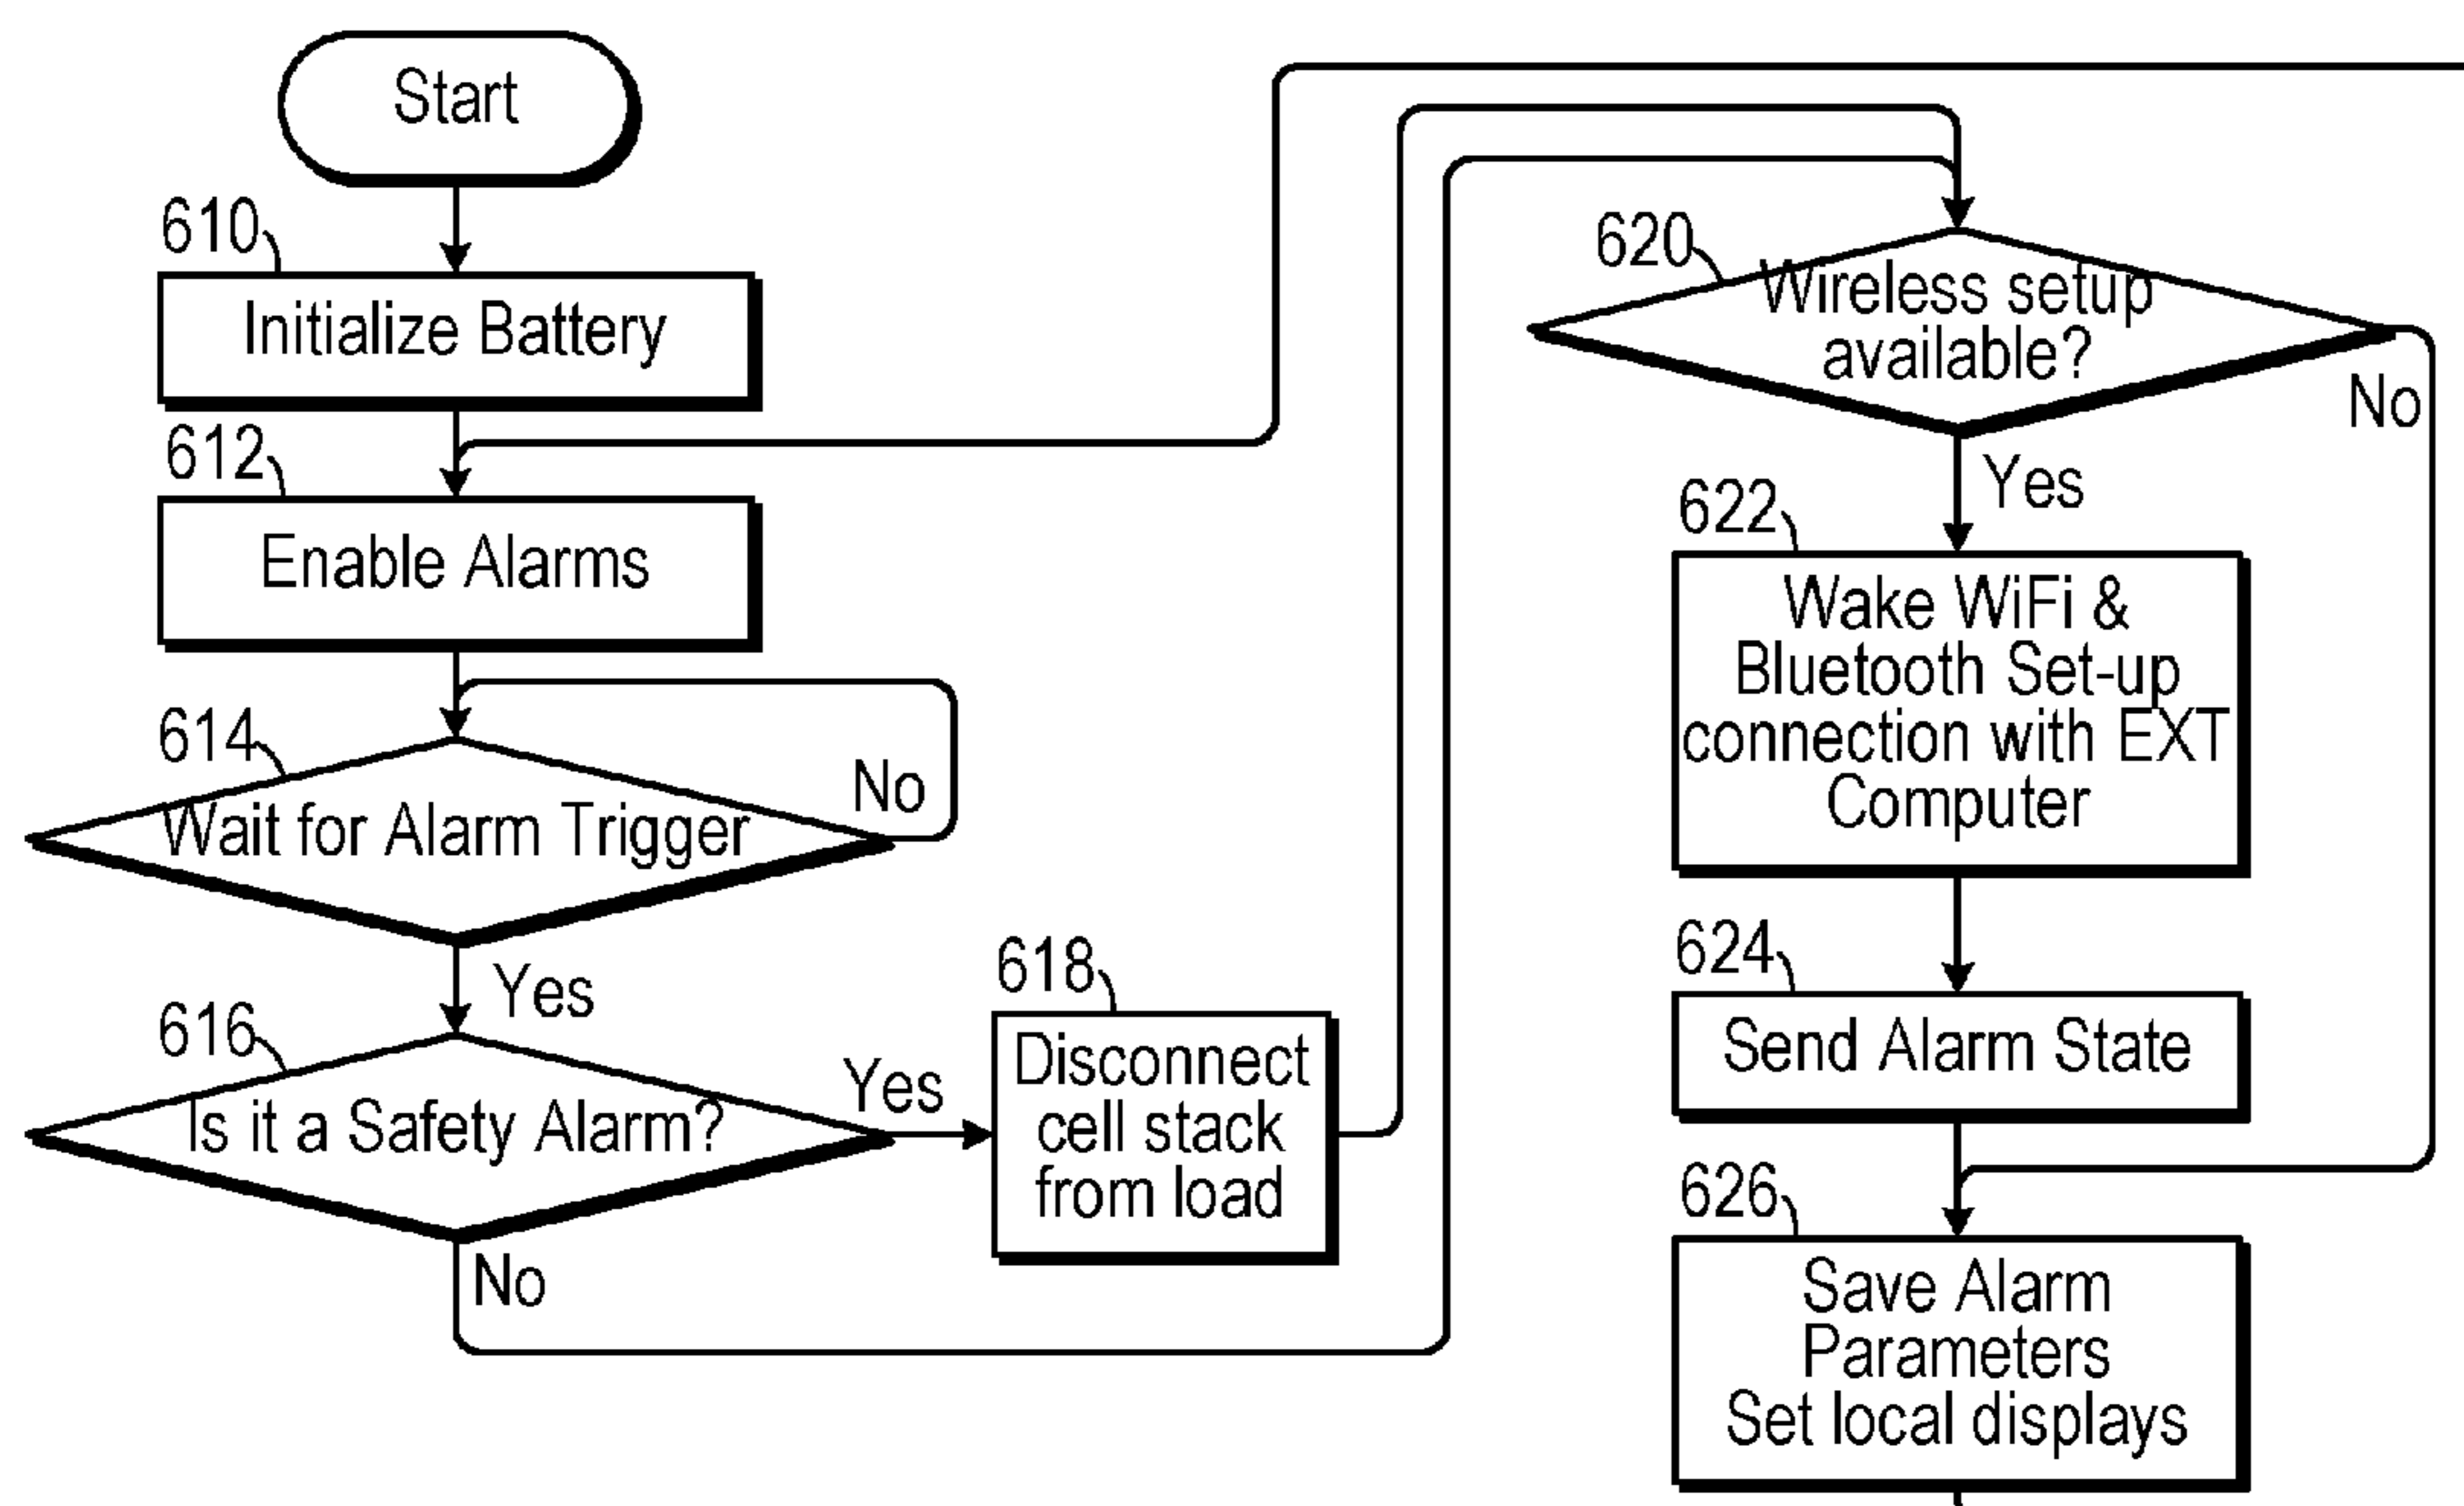 Start
610
Initialize Battery
612
Enable Alarms
614
Wait for Alarm Trigger
No
Yes
616
Is it a Safety Alarm?
Yes
No
618
Disconnect
cell stack
from load
620
Wireless setup
available?
No
Yes
622
Wake WiFi &
Bluetooth Set-up
connection with EXT
Computer
624
Send Alarm State
626
Save Alarm
Parameters
Set local displays